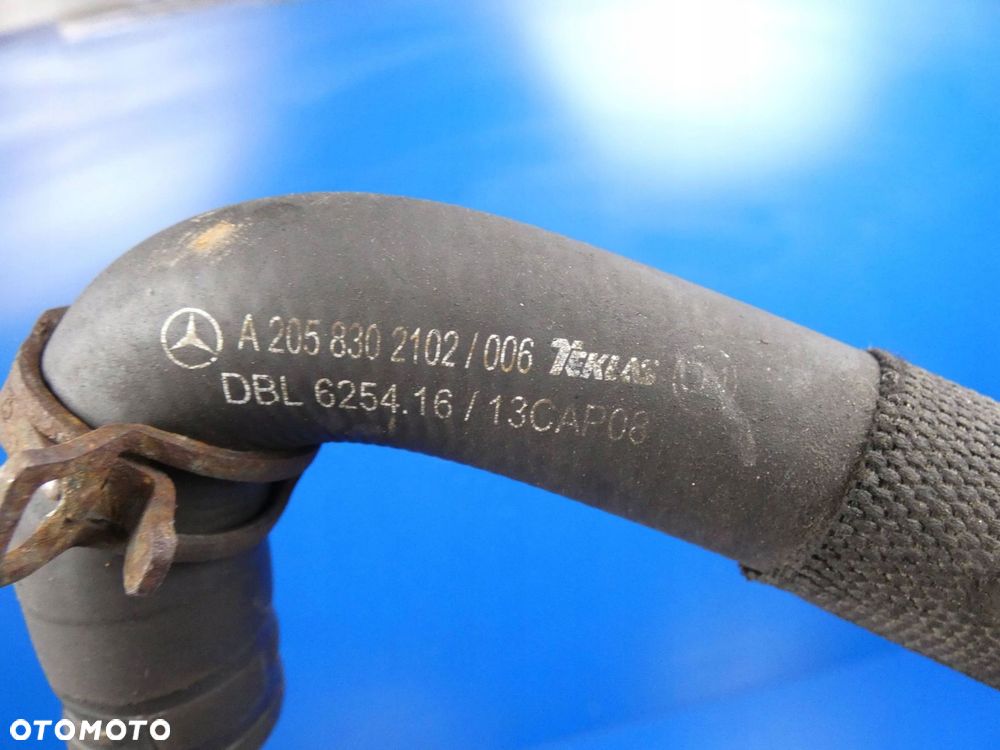 A 205 830 2102/006 TEKLAS
DBL 6254.16 / 13CAP08
OTOMOTO